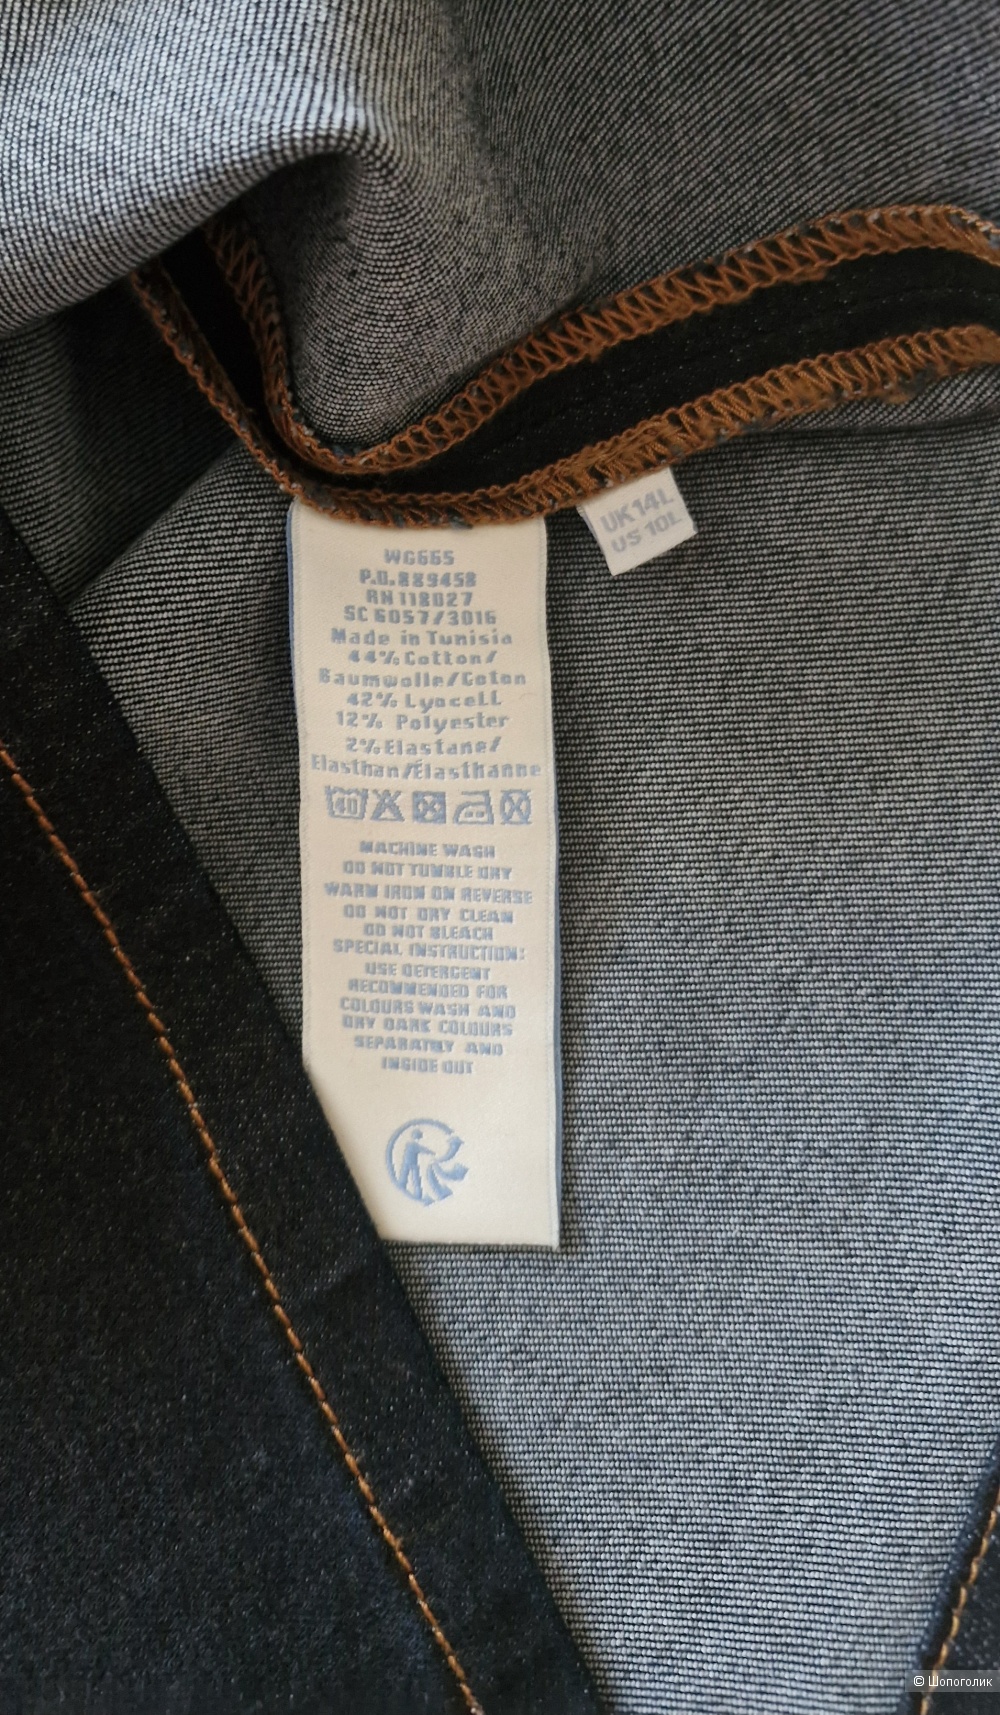 UK 14L
US 10L
WG665
P.O. 889458
RN 118027
SC 6057/3016
Made in Tunisia
44% Cotton/
Baumwolle/Coton
42% Lyocell
12% Polyester
2% Elastane/
Elasthan/Élasthanne
40
MACHINE WASH
DO NOT TUMBLE DRY
WARM IRON ON REVERSE
DO NOT DRY CLEAN
DO NOT BLEACH
SPECIAL INSTRUCTION:
USE DETERGENT
RECOMMENDED FOR
COLOURS WASH AND
DRY DARK COLOURS
SEPARATLY AND
INSIDE OUT
© Шопоголик